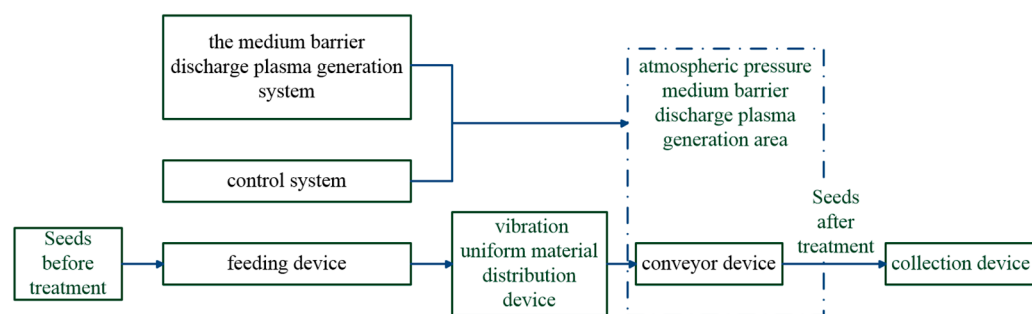 the medium barrier
discharge plasma generation
system
control system
atmospheric pressure
medium barrier
discharge plasma
generation area
Seeds
before
treatment
feeding device
vibration
uniform material
distribution
device
conveyor device
Seeds
after
treatment
collection device